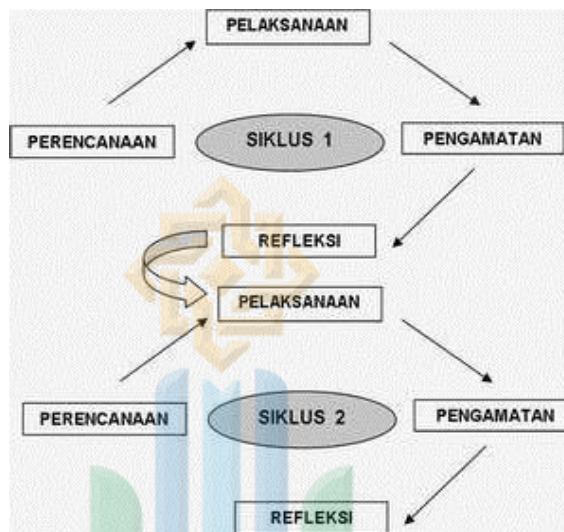 PELAKSANAAN
PERENCANAAN
SIKLUS 1
PENGAMATAN
REFLEKSI
PELAKSANAAN
PERENCANAAN
SIKLUS 2
PENGAMATAN
REFLEKSI